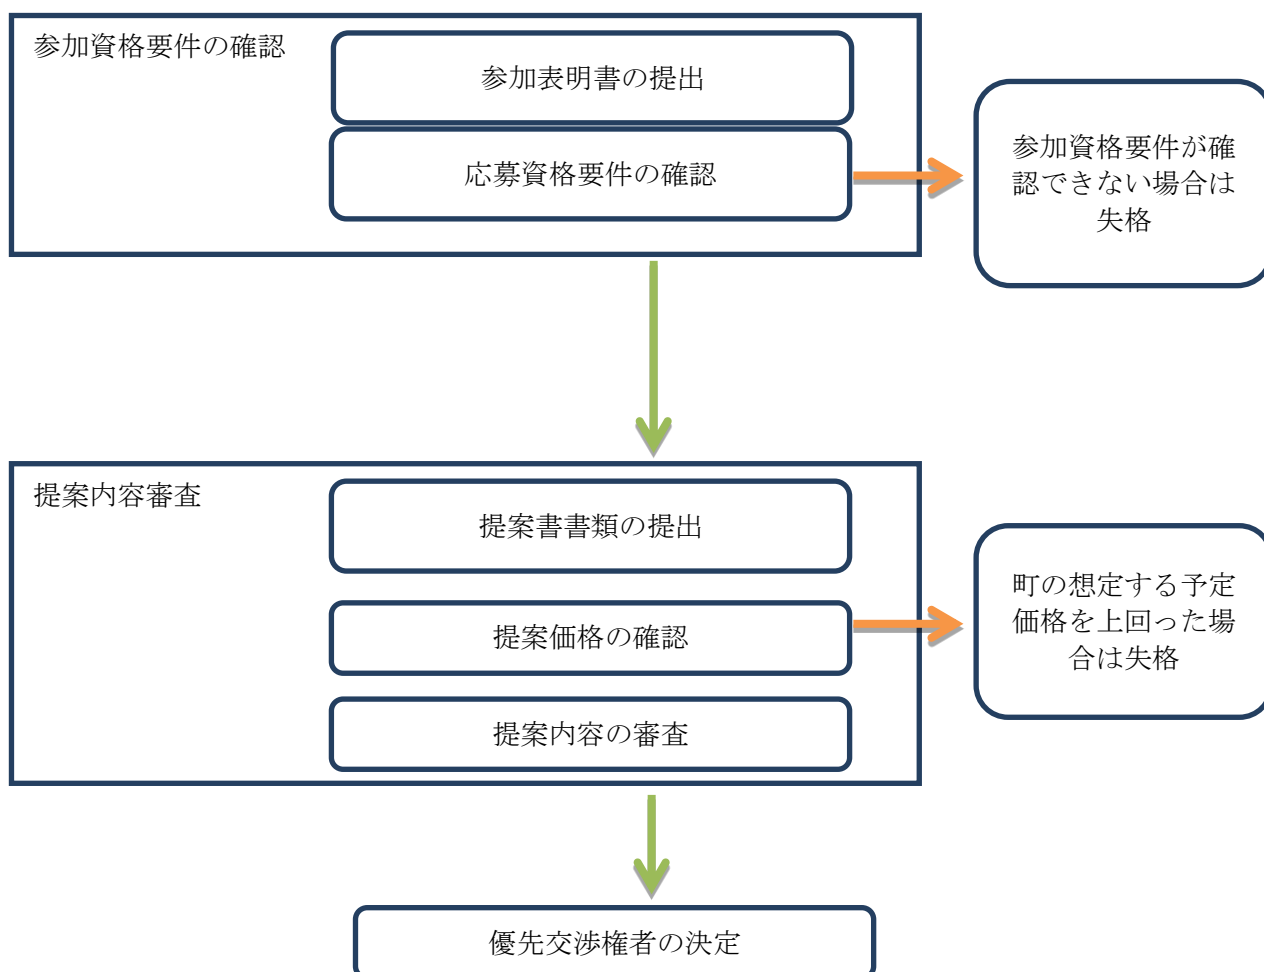 参加資格要件の確認
参加表明書の提出
応募資格要件の確認
参加資格要件が確
認できない場合は
失格
提案内容審査
提案書書類の提出
提案価格の確認
提案内容の審査
町の想定する予定
価格を上回った場
合は失格
優先交渉権者の決定